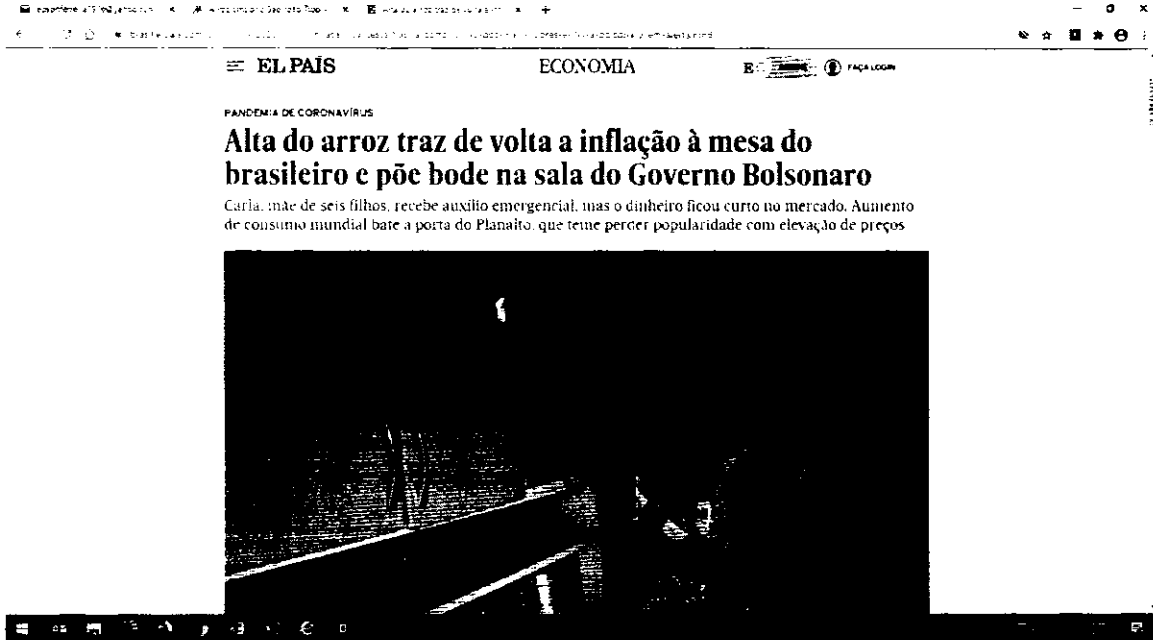 EL PAÍS
ECONOMIA
FAÇA LOGIN
PANDEMIA DE CORONAVÍRUS
Alta do arroz traz de volta a inflação à mesa do
brasileiro e põe bode na sala do Governo Bolsonaro
Carla, mãe de seis filhos, recebe auxílio emergencial, mas o dinheiro ficou curto no mercado. Aumento
de consumo mundial bate a porta do Planalto, que teme perder popularidade com elevação de preços